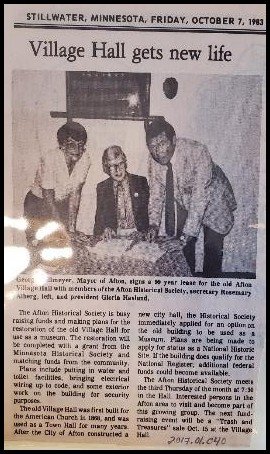 STILLWATER, MINNESOTA, FRIDAY, OCTOBER 7, 1983
Village Hall gets new life
Mayor of Afton, signs a 90 year lease for the old Afton
Village Hall with members of the Afton Historical Society, secretary Rosemary
Alberg, left, and president Gloria Haslund.
The Afton Historical Society is busy
raising funds and making plans for the
restoration of the old Village Hall for
use as a museum. The restoration will
be completed with a grant from the
Minnesota Historical Society and
matching funds from the community.
Plans include putting in water and
toilet facilities, bringing electrical
wiring up to code, and some exterior
work on the building for security
purposes.
The old Village Hall was first built for
the American Church in 1868, and was
used as a Town Hall for many years.
After the City of Afton constructed a
new city hall, the Historical Society
immediately applied for an option on
the old building to be used as a
Museum. Plans are being made to
apply for status as a National Historic
Site. If the building does qualify for the
National Register, additional federal
funds could become available.
The Afton Historical Society meets
the third Thursday of the month at 7:30
in the Hall. Interested persons in the
Afton area to visit and become part of
this growing group. The next fund-
raising event will be a "Trash and
Treasures" sale Oct. 15 at the Village
Hall.
2017.01.040